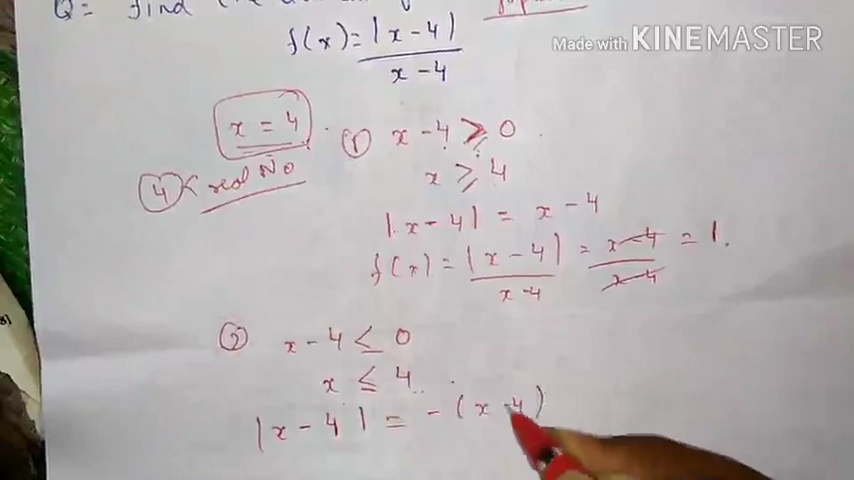 Q= Find the
f(x) = |x-4| / x-4
Made with KINEMASTER
x = 4
① x-4 ≥ 0
4 < real No
x ≥ 4
|x-4| = x-4
f(x) = |x-4| / x-4 = x-4 / x-4 = 1.
② x-4 ≤ 0
x ≤ 4
|x-4| = -(x-4)